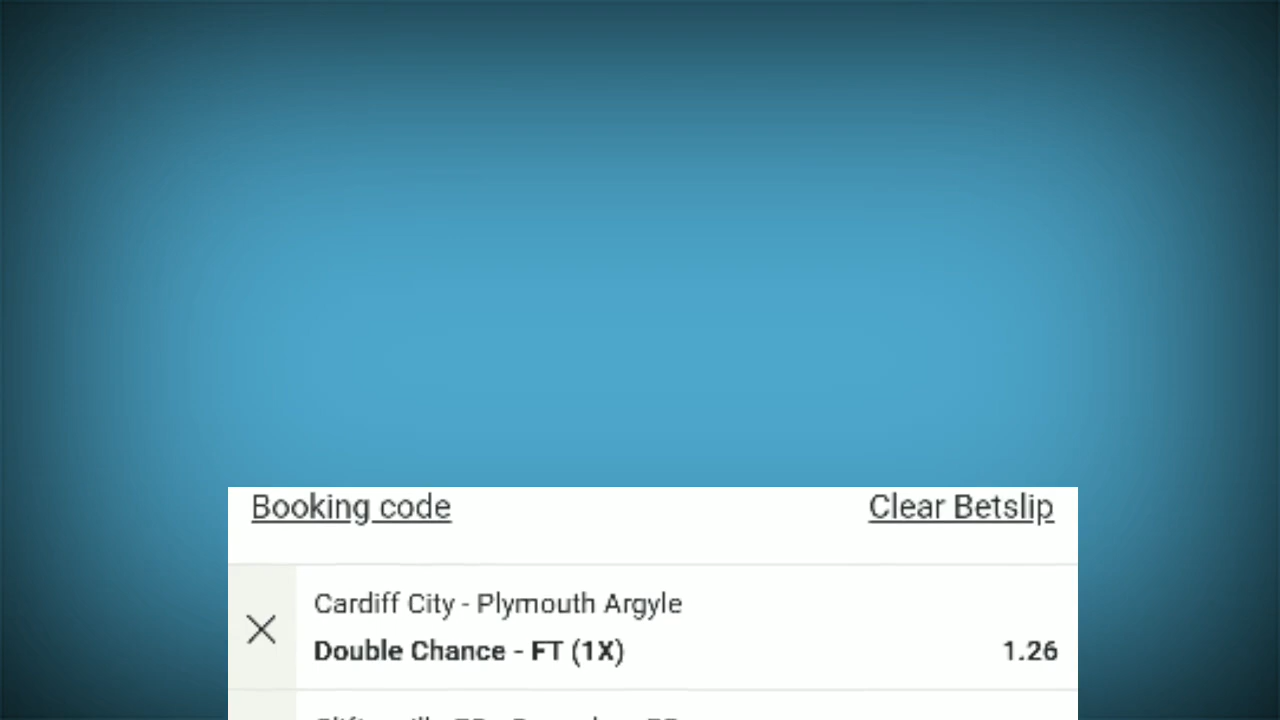 Booking code Clear Betslip
Cardiff City - Plymouth Argyle
Double Chance - FT (1X) 1.26